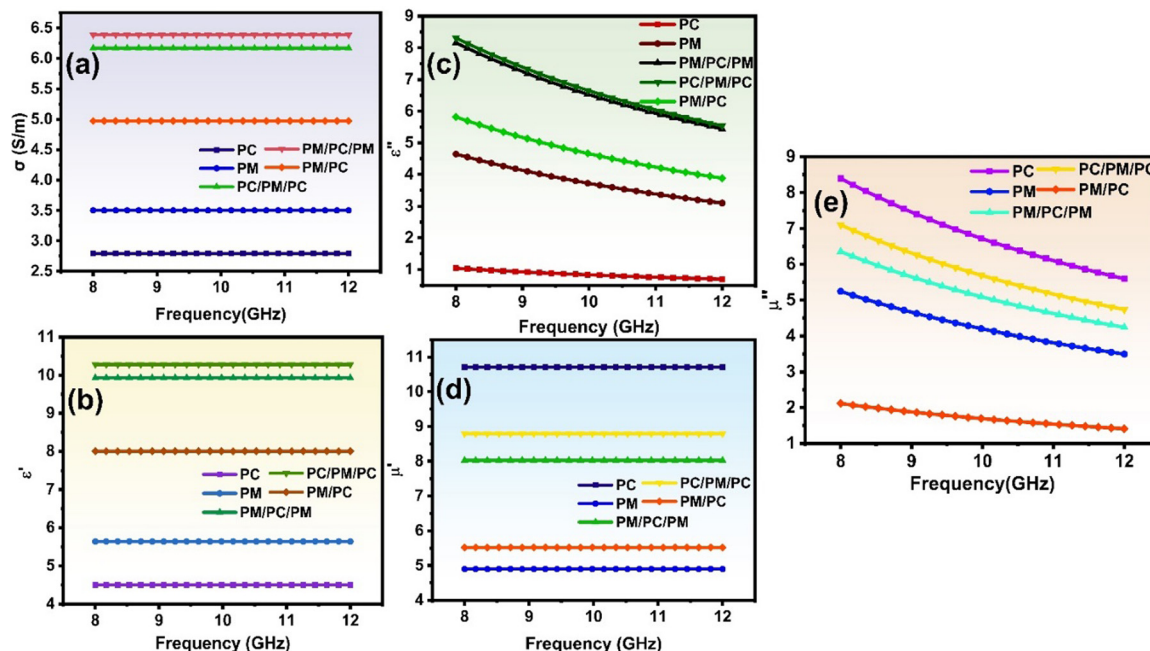 (a)
σ (S/m)
6.5
6.0
5.5
5.0
4.5
4.0
3.5
3.0
2.5
PC
PM/PC/PM
PM
PM/PC
PC/PM/PC
8 9 10 11 12
Frequency(GHz)
(b)
ε'
11
10
9
8
7
6
5
4
PC
PC/PM/PC
PM
PM/PC
PM/PC/PM
8 9 10 11 12
Frequency (GHz)
(c)
ε''
9
8
7
6
5
4
3
2
1
PC
PM
PM/PC/PM
PC/PM/PC
PM/PC
8 9 10 11 12
Frequency (GHz)
(d)
μ'
11
10
9
8
7
6
5
4
PC
PC/PM/PC
PM
PM/PC
PM/PC/PM
8 9 10 11 12
Frequency (GHz)
(e)
μ''
9
8
7
6
5
4
3
2
1
PC
PC/PM/PC
PM
PM/PC
PM/PC/PM
8 9 10 11 12
Frequency(GHz)